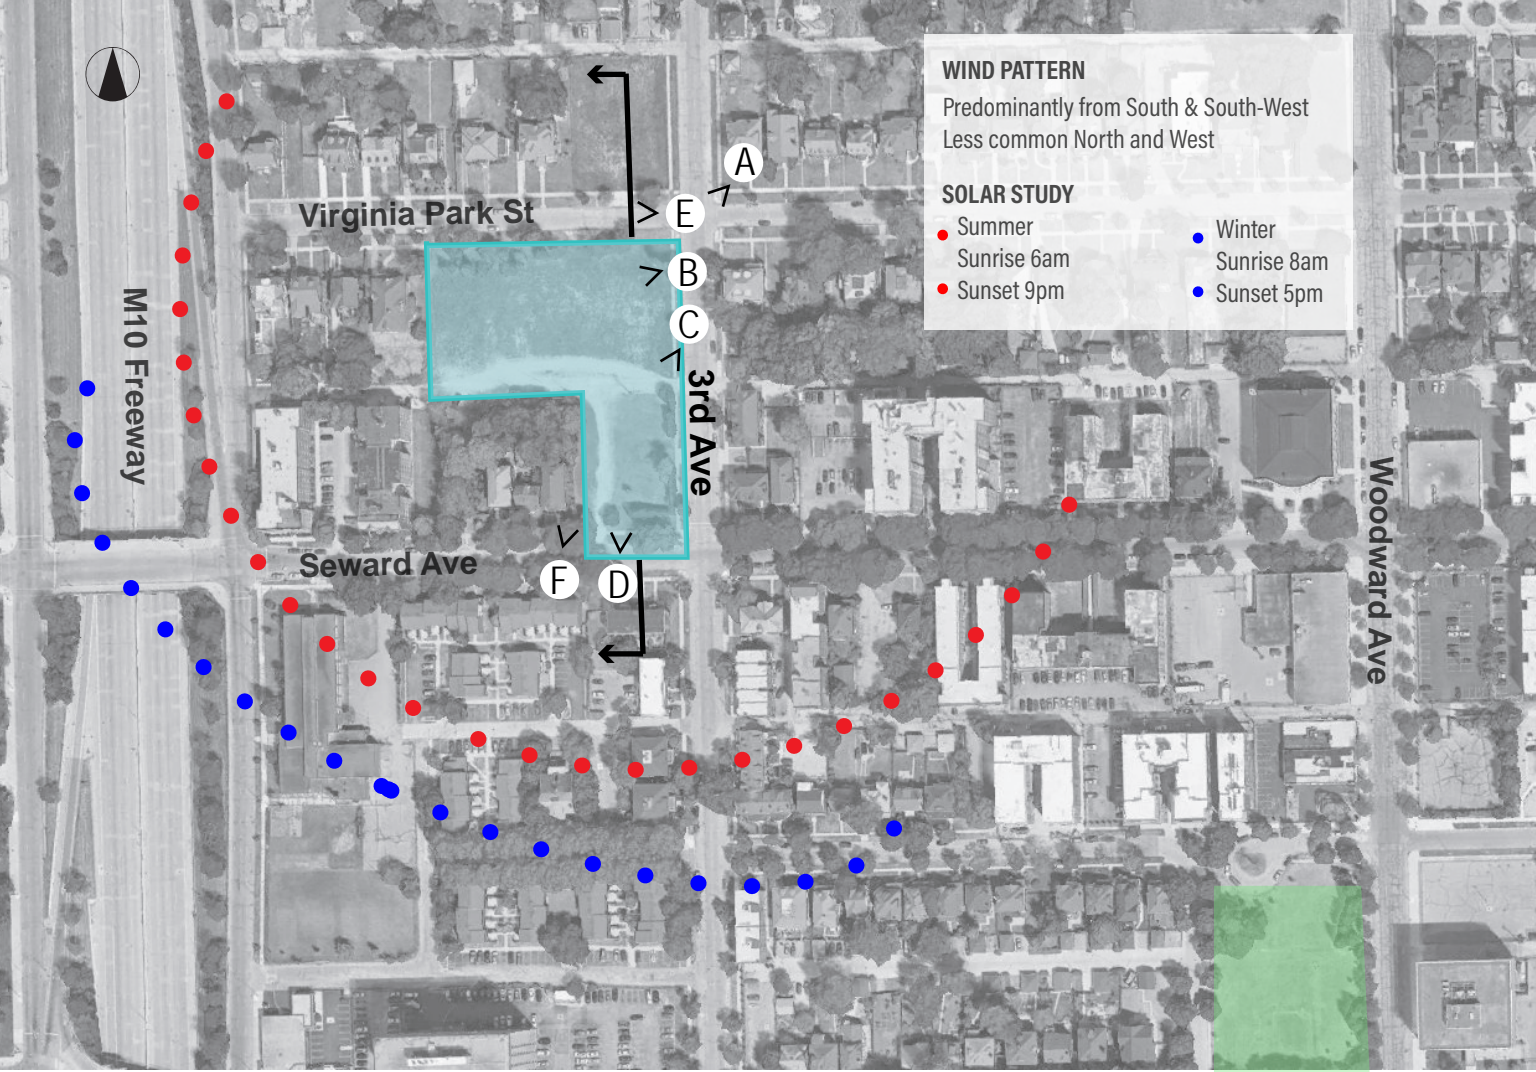 WIND PATTERN
Predominantly from South & South-West
Less common North and West
SOLAR STUDY
Summer
Sunrise 6am
Sunset 9pm
Winter
Sunrise 8am
Sunset 5pm
A
Virginia Park St
E
B
C
M10 Freeway
3rd Ave
Woodward Ave
Seward Ave
F
D